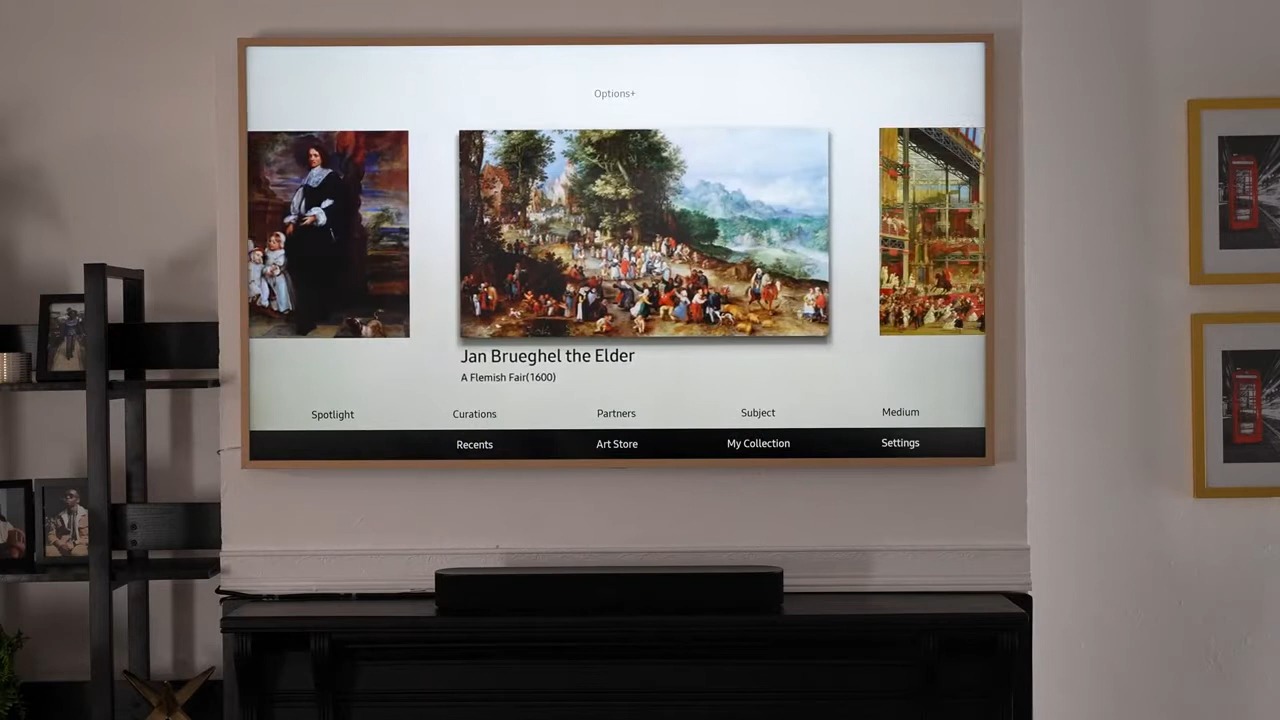 Options+
Jan Brueghel the Elder
A Flemish Fair(1600)
Spotlight Curations Partners Subject Medium
Recents Art Store My Collection Settings